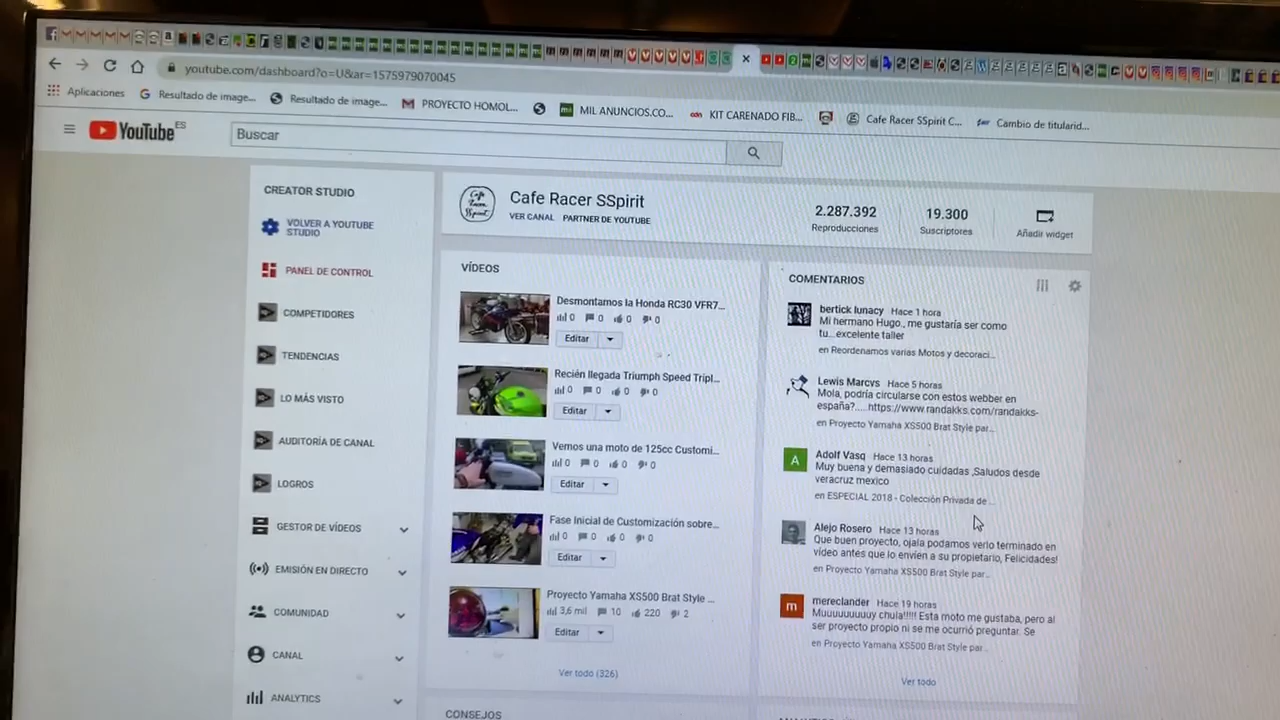 youtube.com/dashboard?o=U&ar=1575979070045
Aplicaciones
Resultado de image...
Resultado de image...
PROYECTO HOMOL...
MIL ANUNCIOS.CO...
KIT CARENADO FIB...
Cafe Racer SSpirit C...
Cambio de titularid...
YouTube ES
Buscar
CREATOR STUDIO
VOLVER A YOUTUBE
STUDIO
PANEL DE CONTROL
COMPETIDORES
TENDENCIAS
LO MÁS VISTO
AUDITORÍA DE CANAL
LOGROS
GESTOR DE VÍDEOS
EMISIÓN EN DIRECTO
COMUNIDAD
CANAL
ANALYTICS
Cafe Racer SSpirit
Cafe Racer SSpirit
VER CANAL PARTNER DE YOUTUBE
2.287.392
Reproducciones
19.300
Suscriptores
Añadir widget
VÍDEOS
Desmontamos la Honda RC30 VFR7...
0 0 0 0
Editar
Recién llegada Triumph Speed Tripl...
0 0 0 0
Editar
Vemos una moto de 125cc Customi...
0 0 0 0
Editar
Fase Inicial de Customización sobre...
0 0 0 0
Editar
Proyecto Yamaha XS500 Brat Style ...
3,6 mil 10 220 2
Editar
Ver todo (326)
CONSEJOS
COMENTARIOS
bertick lunacy Hace 1 hora
Mi hermano Hugo., me gustaría ser como
tu...excelente taller
en Reordenamos varias Motos y decoraci...
Lewis Marcvs Hace 5 horas
Mola, podría circularse con estos webber en
españa?.....https://www.randakks.com/randakks-
en Proyecto Yamaha XS500 Brat Style par...
A
Adolf Vasq Hace 13 horas
Muy buena y demasiado cuidadas ,Saludos desde
veracruz mexico
en ESPECIAL 2018 - Colección Privada de ...
Alejo Rosero Hace 13 horas
Que buen proyecto, ojala podamos verlo terminado en
vídeo antes que lo envíen a su propietario, Felicidades!
en Proyecto Yamaha XS500 Brat Style par...
m
mereclander Hace 19 horas
Muuuuuuuuy chula!!!!! Esta moto me gustaba, pero al
ser proyecto propio ni se me ocurrió preguntar. Se
en Proyecto Yamaha XS500 Brat Style par...
Ver todo